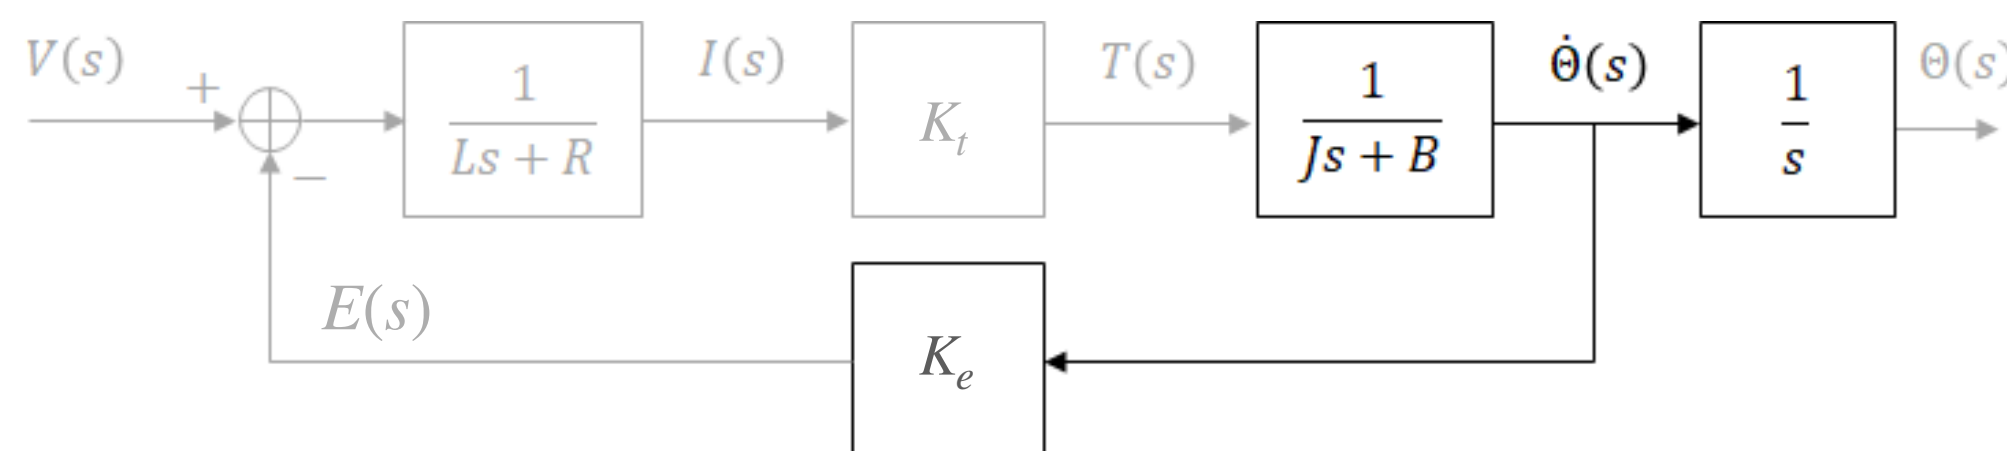 V(s)
+
−
1
Ls + R
I(s)
K_t
T(s)
1
Js + B
Θ̇(s)
1
s
Θ(s)
E(s)
K_e